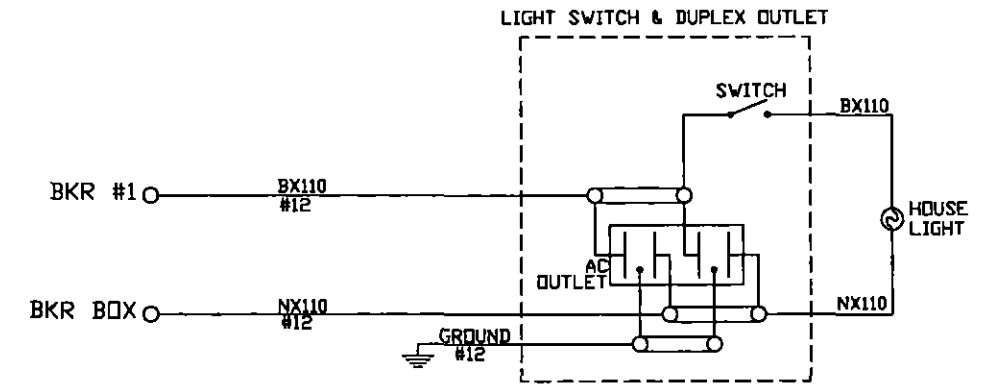 LIGHT SWITCH & DUPLEX OUTLET
SWITCH
BX110
BKR #1
BX110
#12
HOUSE
LIGHT
AC
OUTLET
BKR BOX
NX110
#12
NX110
GROUND
#12